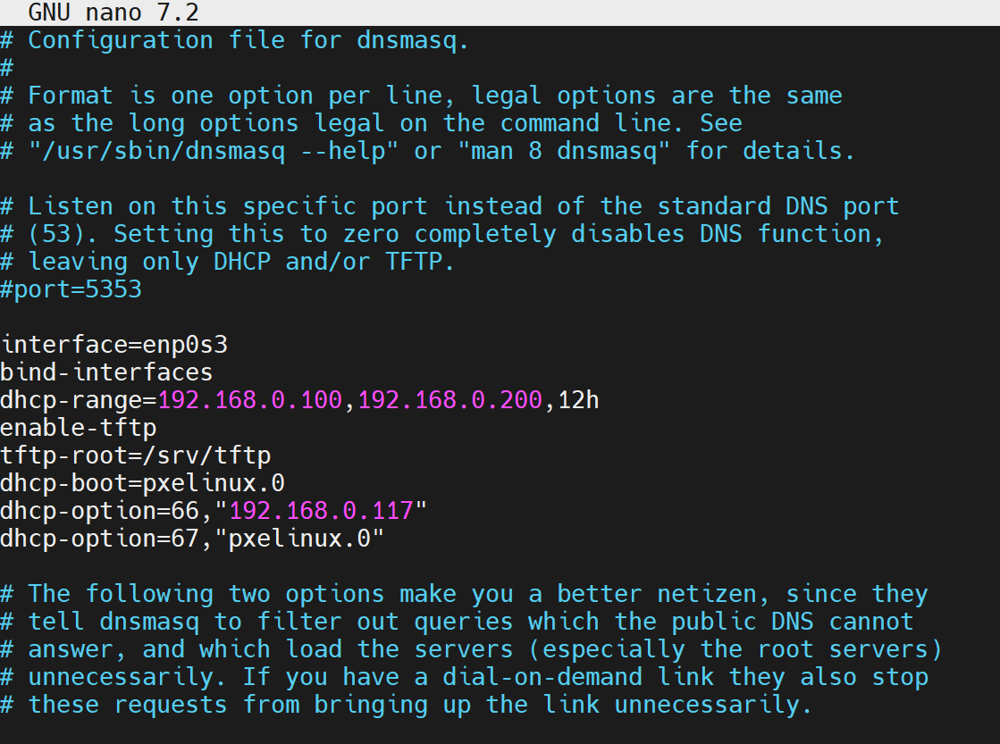 GNU nano 7.2
# Configuration file for dnsmasq.
#
# Format is one option per line, legal options are the same
# as the long options legal on the command line. See
# "/usr/sbin/dnsmasq --help" or "man 8 dnsmasq" for details.
# Listen on this specific port instead of the standard DNS port
# (53). Setting this to zero completely disables DNS function,
# leaving only DHCP and/or TFTP.
#port=5353
interface=enp0s3
bind-interfaces
dhcp-range=192.168.0.100,192.168.0.200,12h
enable-tftp
tftp-root=/srv/tftp
dhcp-boot=pxelinux.0
dhcp-option=66,"192.168.0.117"
dhcp-option=67,"pxelinux.0"
# The following two options make you a better netizen, since they
# tell dnsmasq to filter out queries which the public DNS cannot
# answer, and which load the servers (especially the root servers)
# unnecessarily. If you have a dial-on-demand link they also stop
# these requests from bringing up the link unnecessarily.